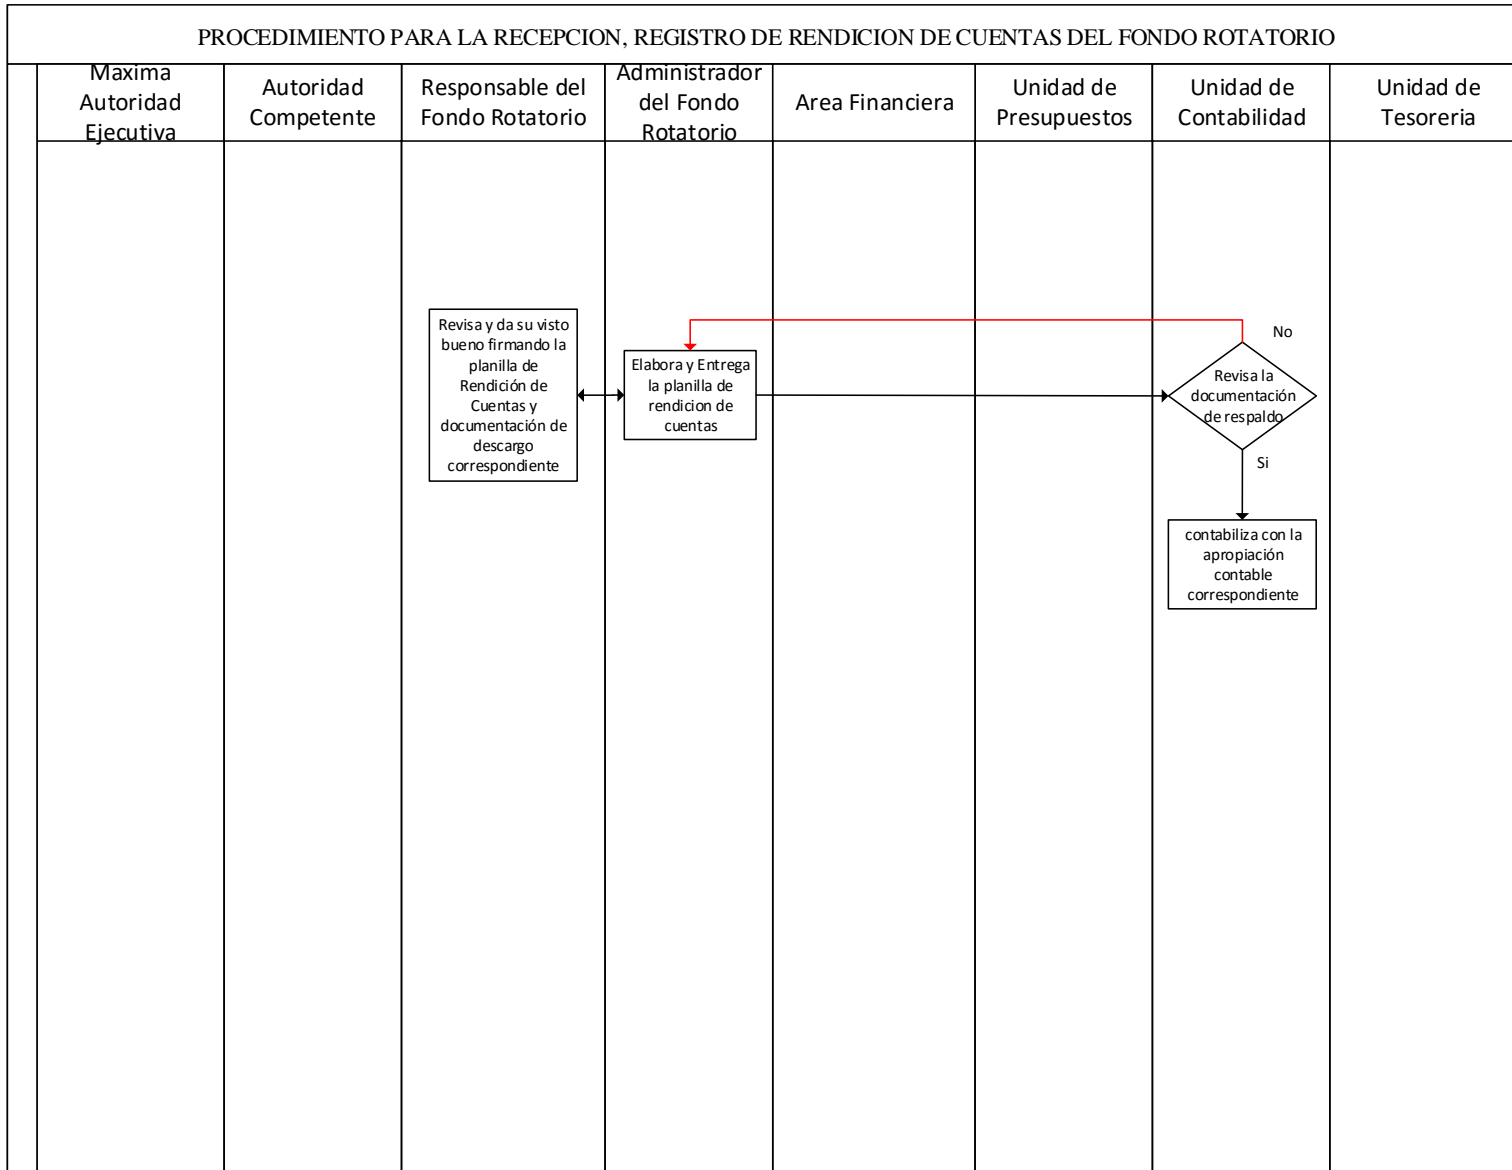 PROCEDIMIENTO PARA LA RECEPCION, REGISTRO DE RENDICION DE CUENTAS DEL FONDO ROTATORIO
Maxima
Autoridad
Ejecutiva
Autoridad
Competente
Responsable del
Fondo Rotatorio
Administrador
del Fondo
Rotatorio
Area Financiera
Unidad de
Presupuestos
Unidad de
Contabilidad
Unidad de
Tesoreria
Revisa y da su visto
bueno firmando la
planilla de
Rendición de
Cuentas y
documentación de
descargo
correspondiente
Elabora y Entrega
la planilla de
rendicion de
cuentas
No
Revisa la
documentación
de respaldo
Si
contabiliza con la
apropiación
contable
correspondiente